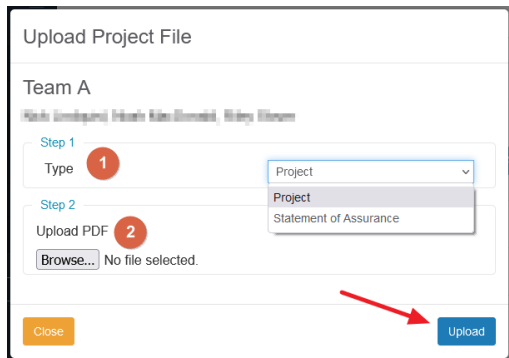 Upload Project File
Team A
Step 1
Type 1 Project
Project
Statement of Assurance
Step 2
Upload PDF 2
Browse... No file selected.
Close Upload